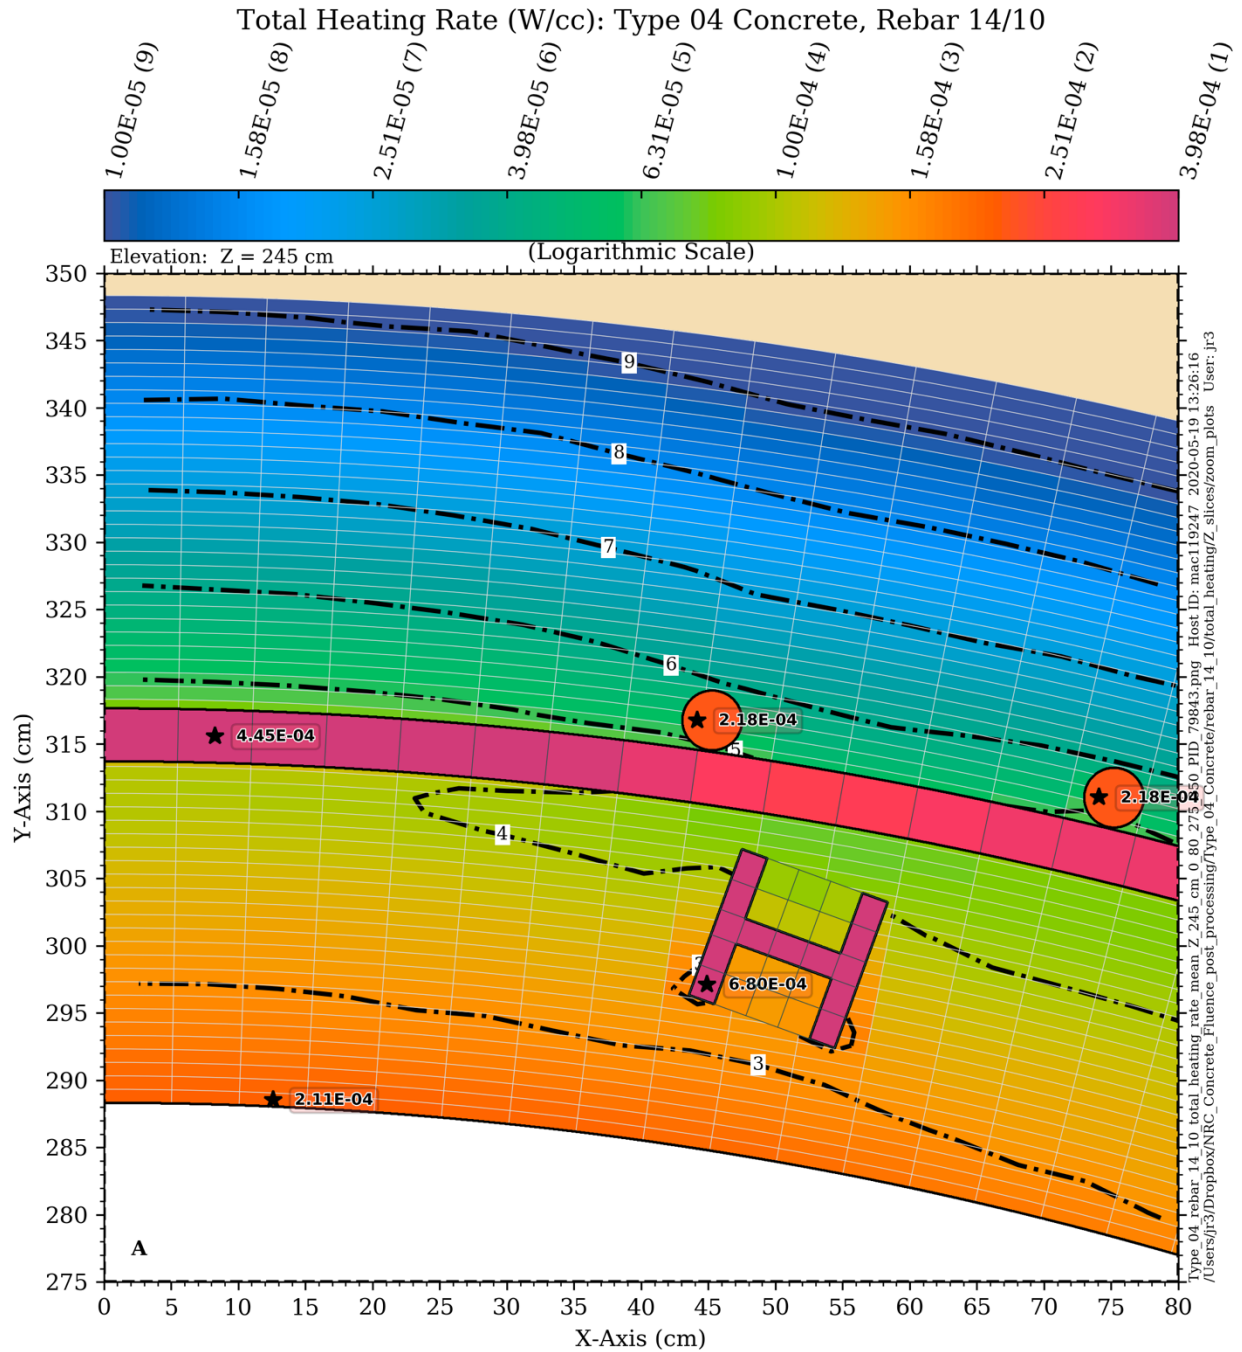 Total Heating Rate (W/cc): Type 04 Concrete, Rebar 14/10
1.00E-05 (9)
1.58E-05 (8)
2.51E-05 (7)
3.98E-05 (6)
6.31E-05 (5)
1.00E-04 (4)
1.58E-04 (3)
2.51E-04 (2)
3.98E-04 (1)
Elevation: Z = 245 cm
(Logarithmic Scale)
350
345
340
335
330
325
320
315
310
305
300
295
290
285
280
275
Y-Axis (cm)
9
8
7
6
2.18E-04
5
4.45E-04
2.18E-04
4
3
6.80E-04
3
2.11E-04
A
0 5 10 15 20 25 30 35 40 45 50 55 60 65 70 75 80
X-Axis (cm)
Type_04_rebar_14_10_total_heating_rate_mean_Z_245_cm_0_80_275_350_PID_79843.png Host ID: mac119247 2020-05-19 13:26:16
/Users/jr3/Dropbox/NRC_Concrete_Fluence_post_processing/Type_04_Concrete/rebar_14_10/total_heating/Z_slices/zoom_plots User: jr3